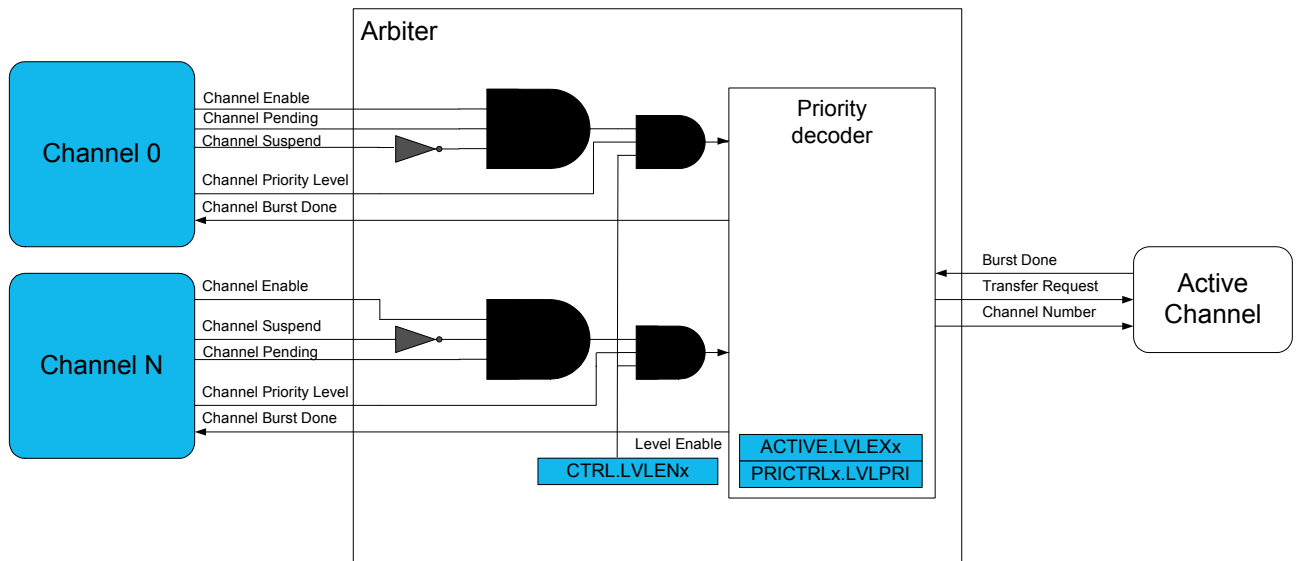 Arbiter
Channel 0
Channel Enable
Channel Pending
Channel Suspend
Channel Priority Level
Channel Burst Done
Priority
decoder
Channel N
Channel Enable
Channel Suspend
Channel Pending
Channel Priority Level
Channel Burst Done
Burst Done
Transfer Request
Channel Number
Active
Channel
Level Enable
CTRL.LVLENx
ACTIVE.LVLEXx
PRICTRLx.LVLPRI